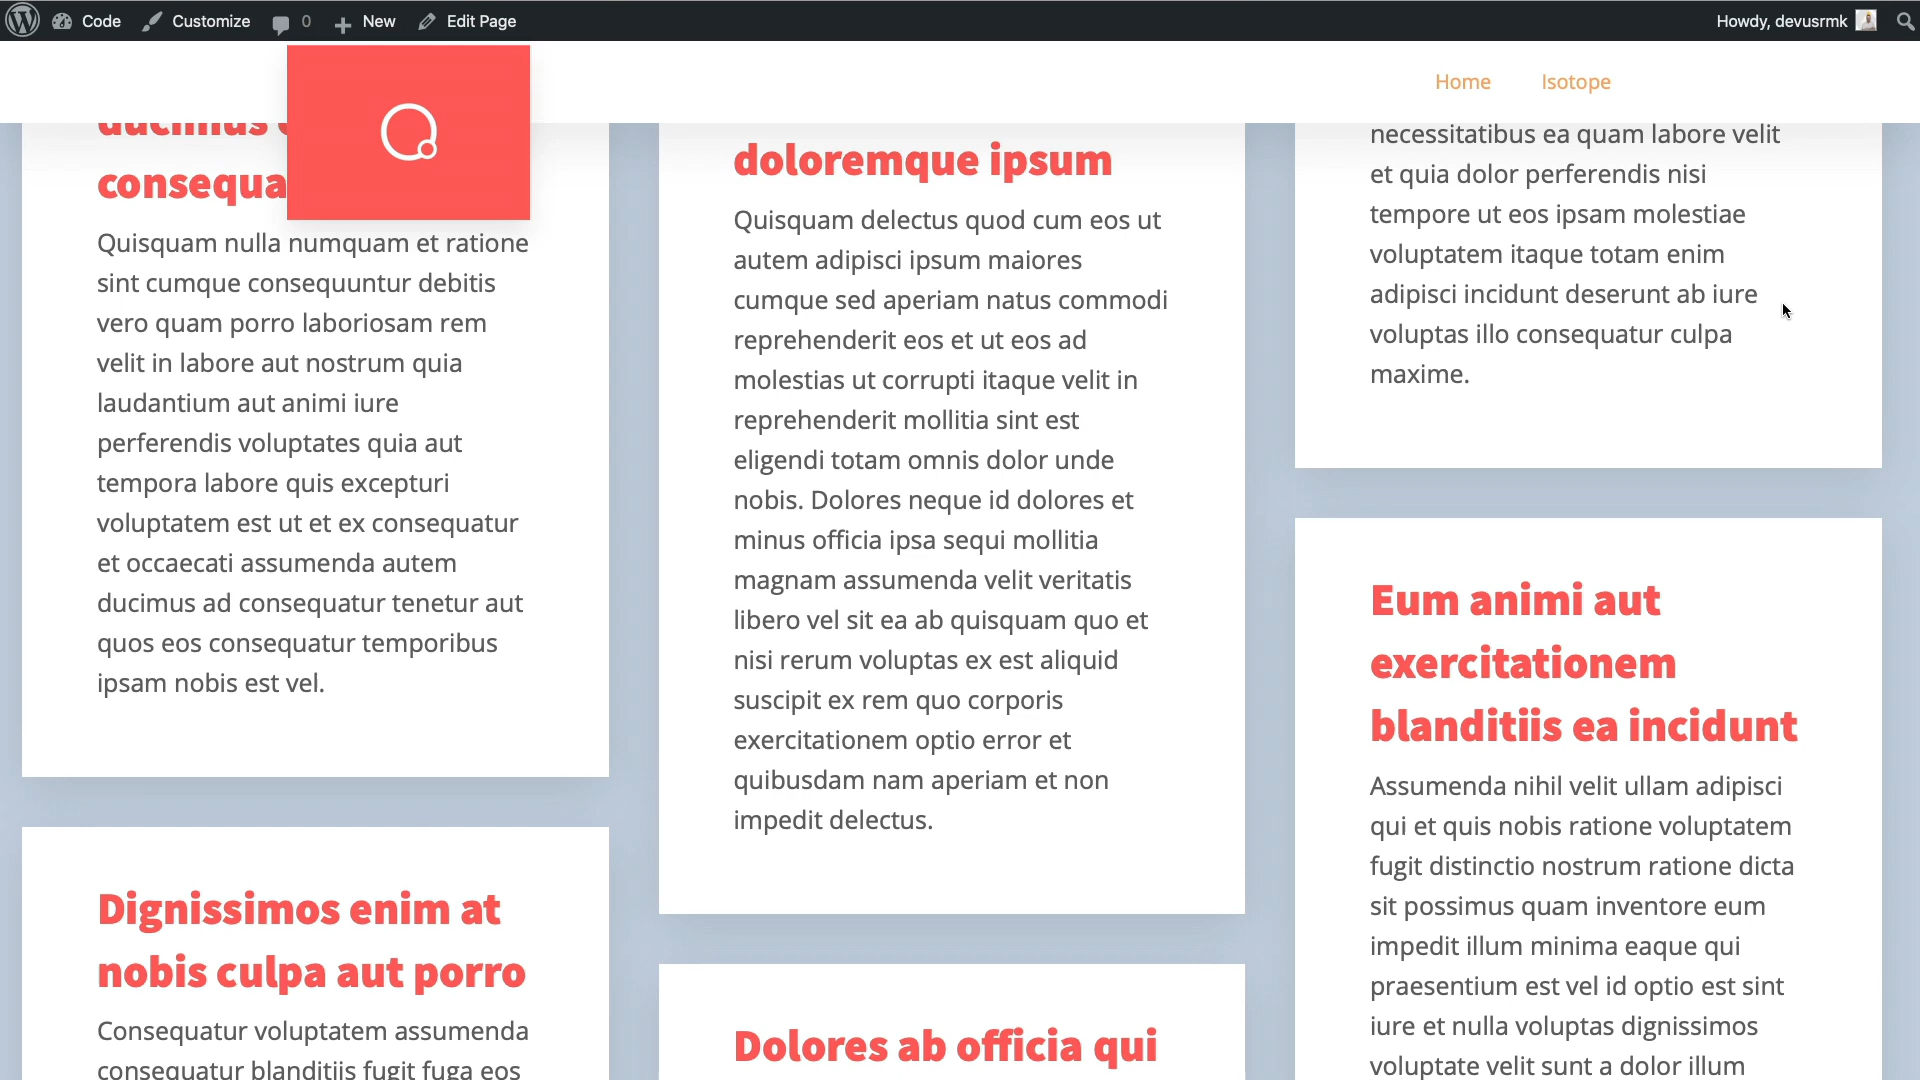 Code
Customize
0
New
Edit Page
Howdy, devusrmk
Home
Isotope
ducimus
consequa
Quisquam nulla numquam et ratione
sint cumque consequuntur debitis
vero quam porro laboriosam rem
velit in labore aut nostrum quia
laudantium aut animi iure
perferendis voluptates quia aut
tempora labore quis excepturi
voluptatem est ut et ex consequatur
et occaecati assumenda autem
ducimus ad consequatur tenetur aut
quos eos consequatur temporibus
ipsam nobis est vel.
Dignissimos enim at
nobis culpa aut porro
Consequatur voluptatem assumenda
consequatur blanditiis fugit fuga eos
doloremque ipsum
Quisquam delectus quod cum eos ut
autem adipisci ipsum maiores
cumque sed aperiam natus commodi
reprehenderit eos et ut eos ad
molestias ut corrupti itaque velit in
reprehenderit mollitia sint est
eligendi totam omnis dolor unde
nobis. Dolores neque id dolores et
minus officia ipsa sequi mollitia
magnam assumenda velit veritatis
libero vel sit ea ab quisquam quo et
nisi rerum voluptas ex est aliquid
suscipit ex rem quo corporis
exercitationem optio error et
quibusdam nam aperiam et non
impedit delectus.
Dolores ab officia qui
necessitatibus ea quam labore velit
et quia dolor perferendis nisi
tempore ut eos ipsam molestiae
voluptatem itaque totam enim
adipisci incidunt deserunt ab iure
voluptas illo consequatur culpa
maxime.
Eum animi aut
exercitationem
blanditiis ea incidunt
Assumenda nihil velit ullam adipisci
qui et quis nobis ratione voluptatem
fugit distinctio nostrum ratione dicta
sit possimus quam inventore eum
impedit illum minima eaque qui
praesentium est vel id optio est sint
iure et nulla voluptas dignissimos
voluptate velit sunt a dolor illum